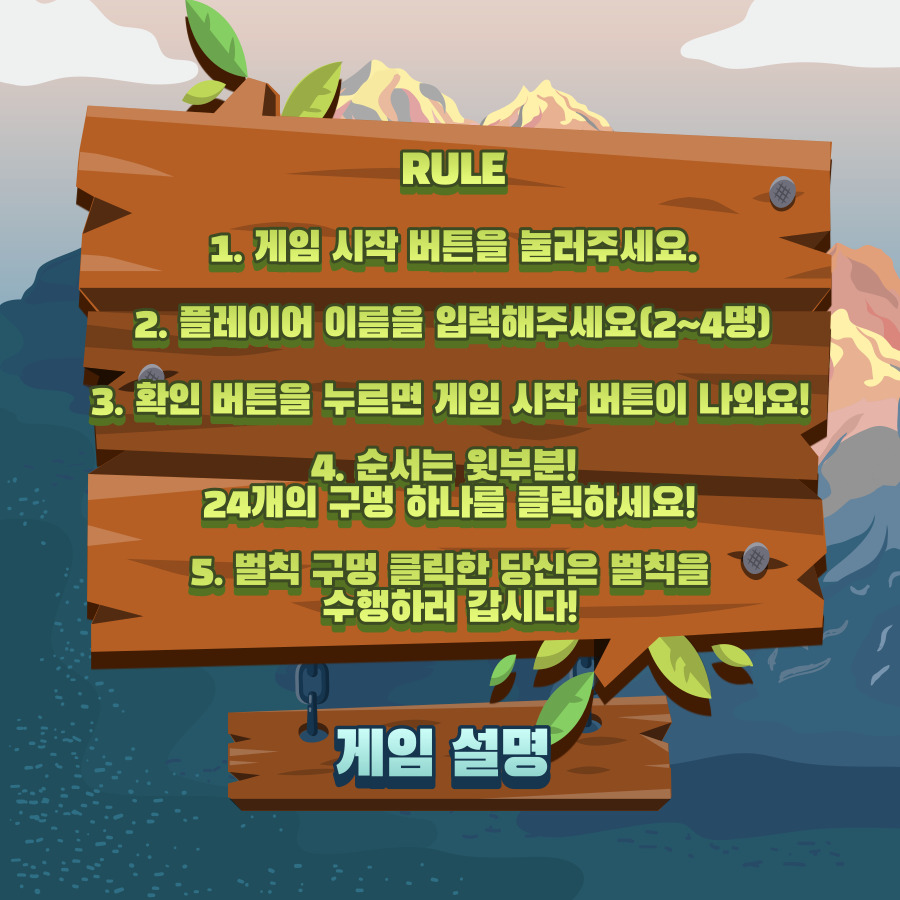 RULE
1. 게임 시작 버튼을 눌러주세요.
2. 플레이어 이름을 입력해주세요(2~4명)
3. 확인 버튼을 누르면 게임 시작 버튼이 나와요!
4. 순서는 윗부분!
24개의 구멍 하나를 클릭하세요!
5. 벌칙 구멍 클릭한 당신은 벌칙을
수행하러 갑시다!
게임 설명